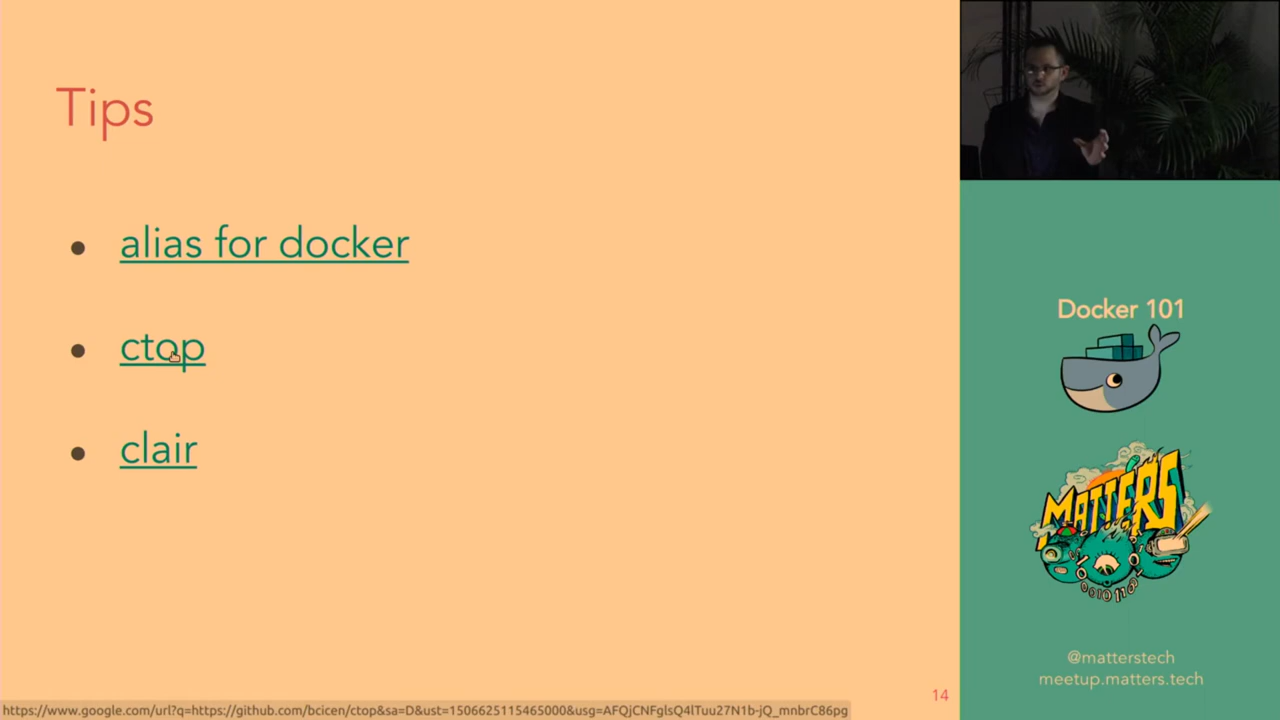 Tips
alias for docker
ctop
clair
14
https://www.google.com/url?q=https://github.com/bcicen/ctop&sa=D&ust=1506625115465000&usg=AFQjCNFglsQ4lTuu27N1b-jQ_mnbrC86pg
Docker 101
MATTERS
@matterstech
meetup.matters.tech